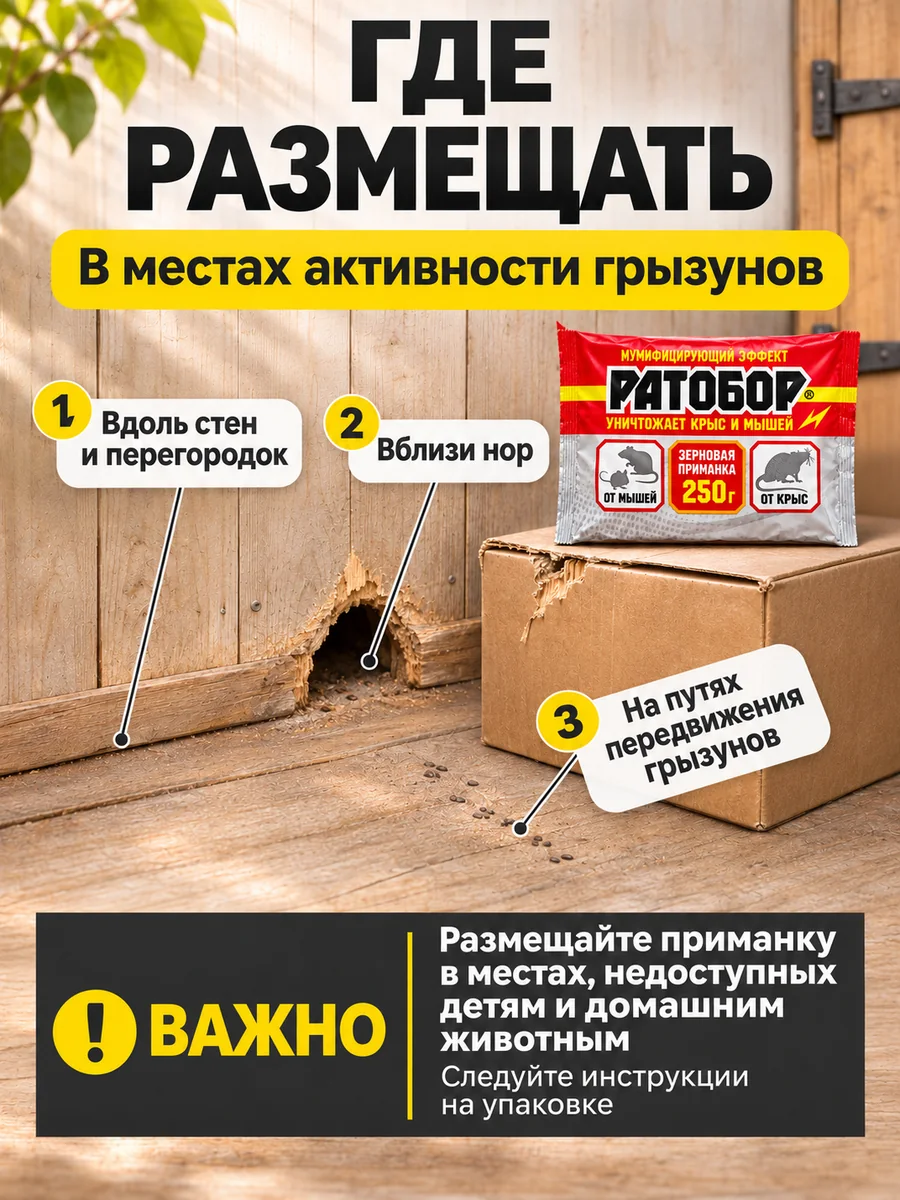 ГДЕ
РАЗМЕЩАТЬ
В местах активности грызунов
МУМИФИЦИРУЮЩИЙ ЭФФЕКТ
РАТОБОР®
УНИЧТОЖАЕТ КРЫС И МЫШЕЙ
ОТ МЫШЕЙ
ЗЕРНОВАЯ
ПРИМАНКА
250 г
ОТ КРЫС
1
Вдоль стен
и перегородок
2
Вблизи нор
3
На путях
передвижения
грызунов
! ВАЖНО
Размещайте приманку
в местах, недоступных
детям и домашним
животным
Следуйте инструкции
на упаковке